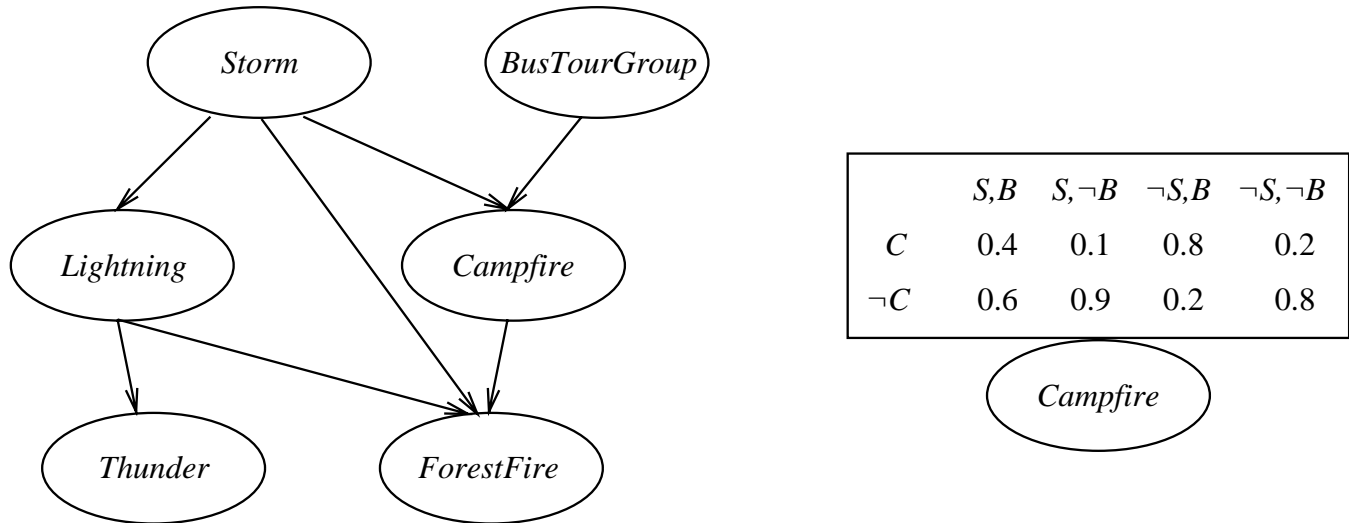 Storm
BusTourGroup
Lightning
Campfire
Thunder
ForestFire
S,B S,¬B ¬S,B ¬S,¬B
C 0.4 0.1 0.8 0.2
¬C 0.6 0.9 0.2 0.8
Campfire